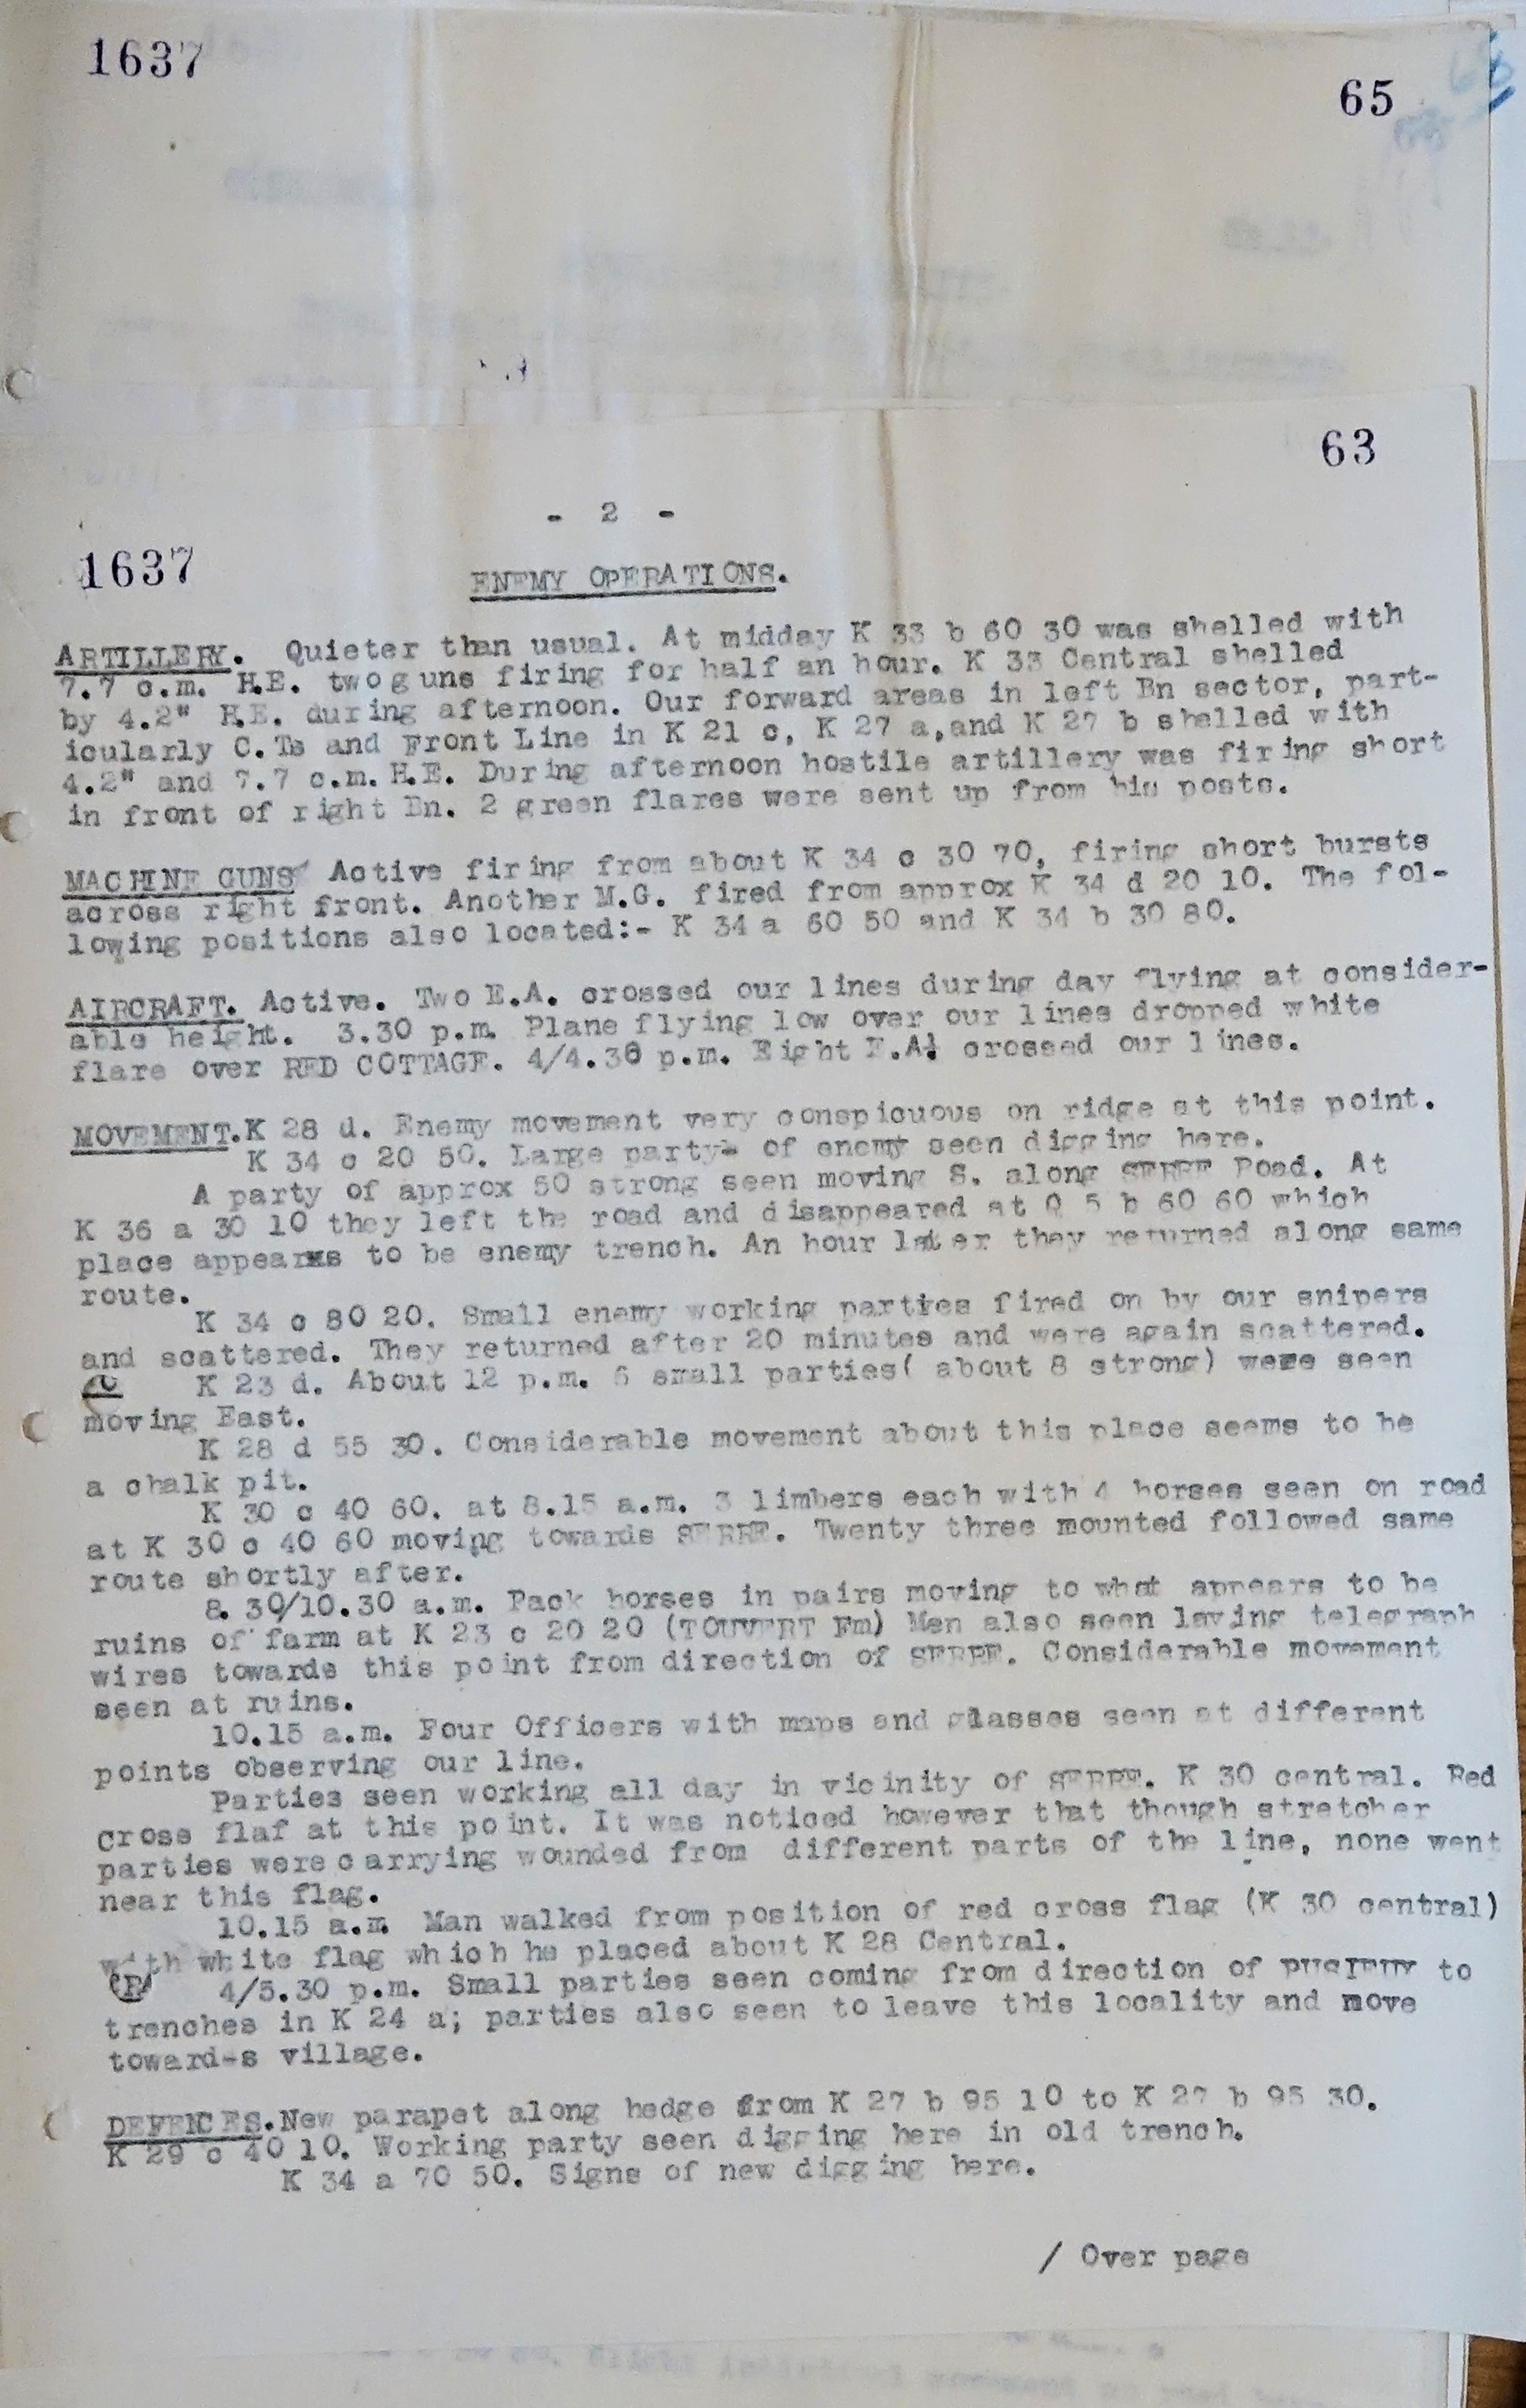 1637
65
63
- 2 -
1637
ENEMY OPERATIONS.
ARTILLERY. Quieter than usual. At midday K 33 b 60 30 was shelled with
7.7 c.m. H.E. two guns firing for half an hour. K 33 Central shelled
by 4.2" H.E. during afternoon. Our forward areas in left Bn sector, part-
icularly C.Ts and Front Line in K 21 c, K 27 a, and K 27 b shelled with
4.2" and 7.7 c.m. H.E. During afternoon hostile artillery was firing short
in front of right Bn. 2 green flares were sent up from his posts.
MACHINE GUNS Active firing from about K 34 c 30 70, firing short bursts
across right front. Another M.G. fired from approx K 34 d 20 10. The fol-
lowing positions also located:- K 34 a 60 50 and K 34 b 30 80.
AIRCRAFT. Active. Two E.A. crossed our lines during day flying at consider-
able height. 3.30 p.m. Plane flying low over our lines dropped white
flare over RED COTTAGE. 4/4.30 p.m. Eight E.A. crossed our lines.
MOVEMENT. K 28 d. Enemy movement very conspicuous on ridge at this point.
K 34 c 20 50. Large party of enemy seen digging here.
A party of approx 50 strong seen moving S. along SERRE Road. At
K 36 a 30 10 they left the road and disappeared at Q 5 b 60 60 which
place appears to be enemy trench. An hour later they returned along same
route.
K 34 c 80 20. Small enemy working parties fired on by our snipers
and scattered. They returned after 20 minutes and were again scattered.
K 23 d. About 12 p.m. 6 small parties( about 8 strong) were seen
moving East.
K 28 d 55 30. Considerable movement about this place seems to be
a chalk pit.
K 30 c 40 60. at 8.15 a.m. 3 limbers each with 4 horses seen on road
at K 30 c 40 60 moving towards SERRE. Twenty three mounted followed same
route shortly after.
8.30/10.30 a.m. Pack horses in pairs moving to what appears to be
ruins of farm at K 23 c 20 20 (TOUVERT Fm) Men also seen laying telegraph
wires towards this point from direction of SERRE. Considerable movement
seen at ruins.
10.15 a.m. Four Officers with maps and glasses seen at different
points observing our line.
Parties seen working all day in vicinity of SERRE. K 30 central. Red
cross flaf at this point. It was noticed however that though stretcher
parties were carrying wounded from different parts of the line, none went
near this flag.
10.15 a.m. Man walked from position of red cross flag (K 30 central)
with white flag which he placed about K 28 Central.
4/5.30 p.m. Small parties seen coming from direction of PUSIEUX to
trenches in K 24 a; parties also seen to leave this locality and move
toward-s village.
DEFENCES. New parapet along hedge from K 27 b 95 10 to K 27 b 95 30.
K 29 c 40 10. Working party seen digging here in old trench.
K 34 a 70 50. Signs of new digging here.
/ Over page